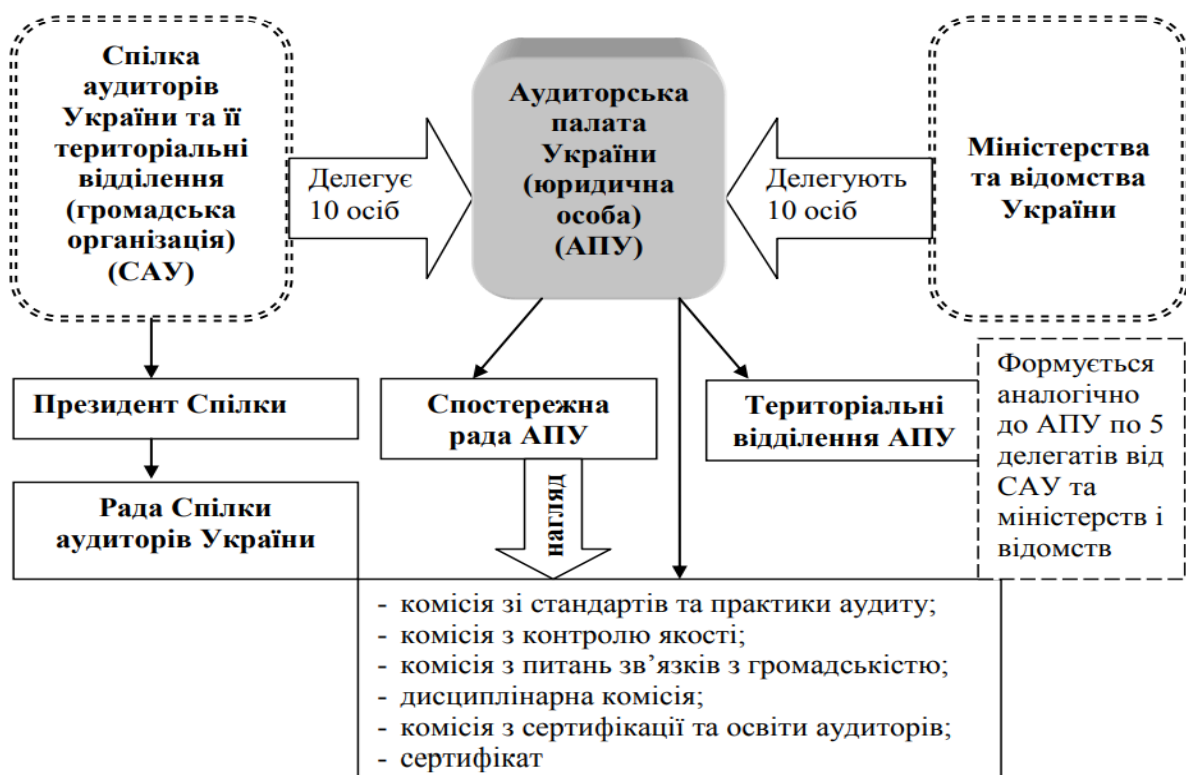 Спілка
аудиторів
України та її
територіальні
відділення
(громадська
організація)
(САУ)
Делегує
10 осіб
Аудиторська
палата
України
(юридична
особа)
(АПУ)
Делегують
10 осіб
Міністерства
та відомства
України
Президент Спілки
Рада Спілки
аудиторів України
Спостережна
рада АПУ
нагляд
Територіальні
відділення АПУ
Формується
аналогічно
до АПУ по 5
делегатів від
САУ та
міністерств і
відомств
- комісія зі стандартів та практики аудиту;
- комісія з контролю якості;
- комісія з питань зв’язків з громадськістю;
- дисциплінарна комісія;
- комісія з сертифікації та освіти аудиторів;
- сертифікат